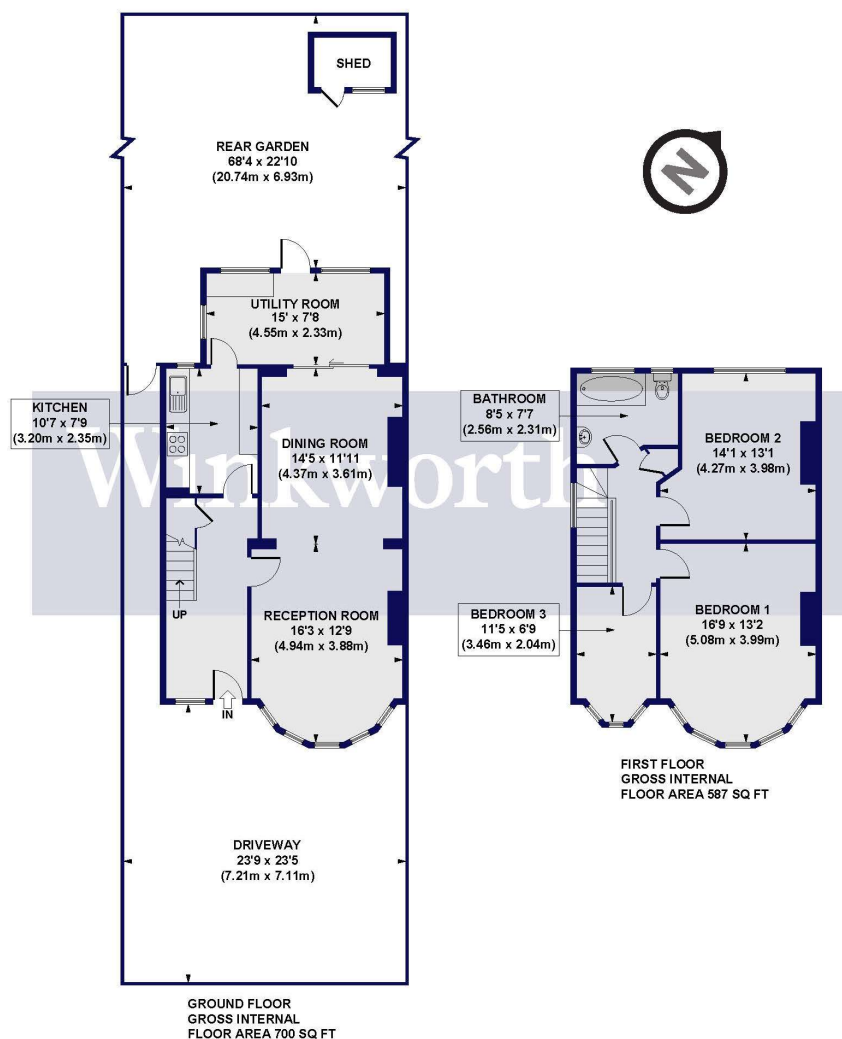 SHED
REAR GARDEN
68'4 x 22'10
(20.74m x 6.93m)
N
UTILITY ROOM
15' x 7'8
(4.55m x 2.33m)
KITCHEN
10'7 x 7'9
(3.20m x 2.35m)
DINING ROOM
14'5 x 11'11
(4.37m x 3.61m)
BATHROOM
8'5 x 7'7
(2.56m x 2.31m)
BEDROOM 2
14'1 x 13'1
(4.27m x 3.98m)
Winkworth
UP
RECEPTION ROOM
16'3 x 12'9
(4.94m x 3.88m)
BEDROOM 3
11'5 x 6'9
(3.46m x 2.04m)
BEDROOM 1
16'9 x 13'2
(5.08m x 3.99m)
IN
FIRST FLOOR
GROSS INTERNAL
FLOOR AREA 587 SQ FT
DRIVEWAY
23'9 x 23'5
(7.21m x 7.11m)
GROUND FLOOR
GROSS INTERNAL
FLOOR AREA 700 SQ FT